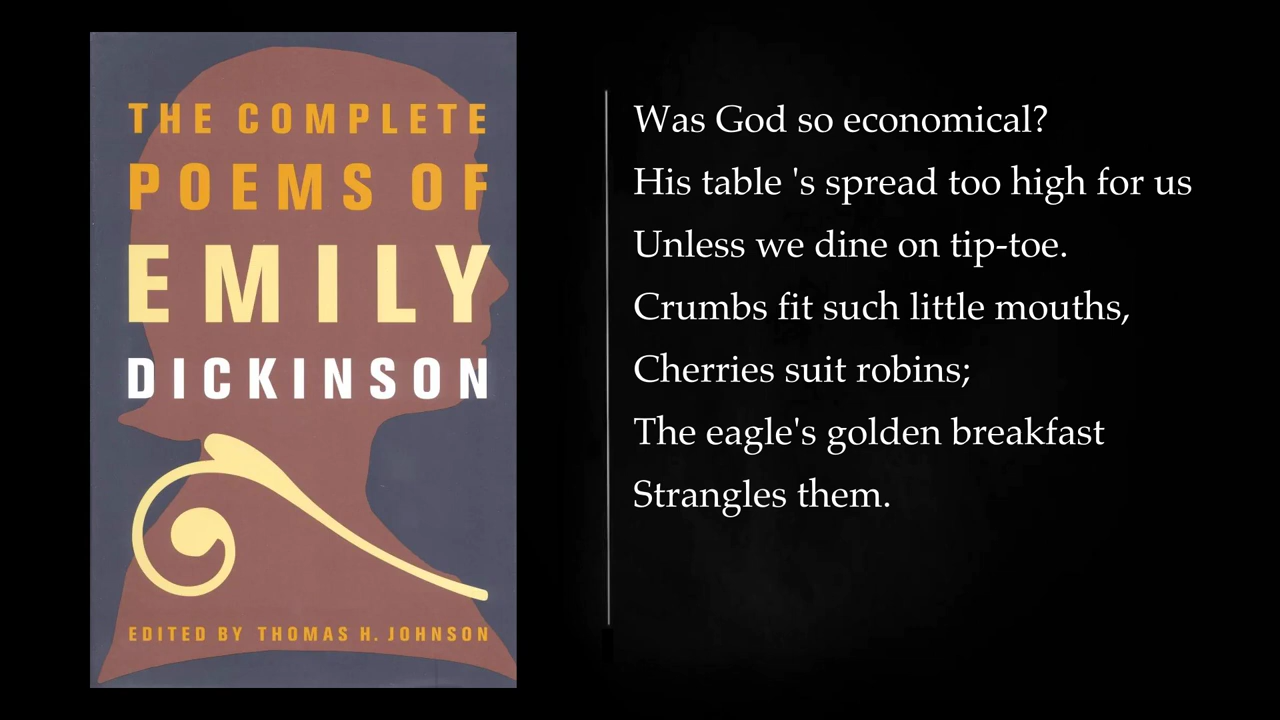 THE COMPLETE
POEMS OF
EMILY
DICKINSON
EDITED BY THOMAS H. JOHNSON
Was God so economical?
His table 's spread too high for us
Unless we dine on tip-toe.
Crumbs fit such little mouths,
Cherries suit robins;
The eagle's golden breakfast
Strangles them.